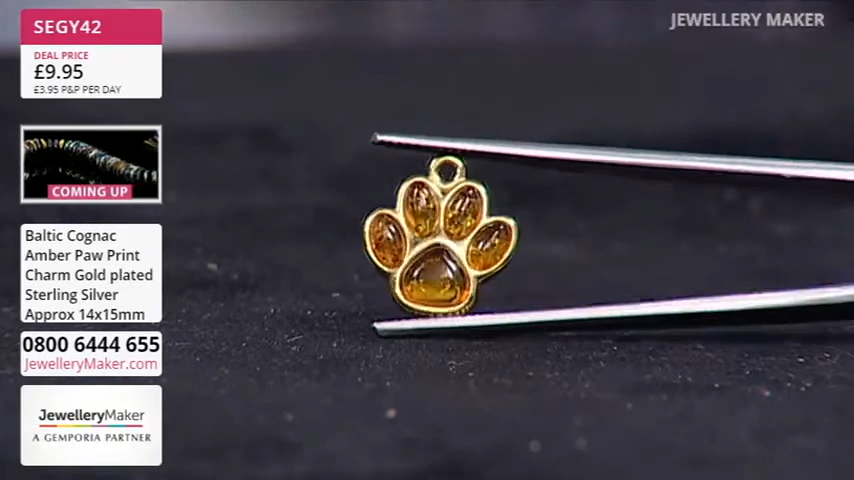 SEGY42
DEAL PRICE
£9.95
£3.95 P&P PER DAY
COMING UP
Baltic Cognac
Amber Paw Print
Charm Gold plated
Sterling Silver
Approx 14x15mm
0800 6444 655
JewelleryMaker.com
JewelleryMaker
A GEMPORIA PARTNER
JEWELLERY MAKER